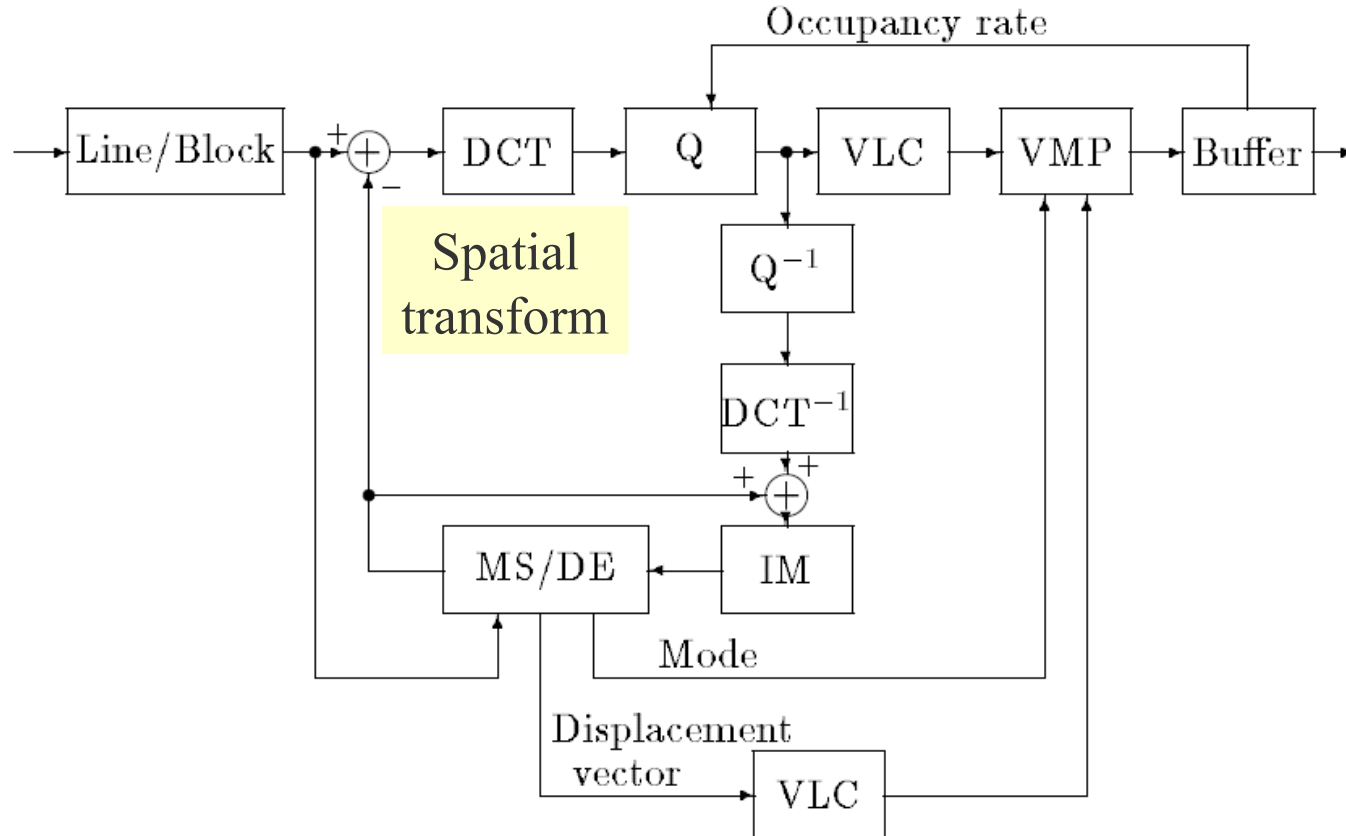 Occupancy rate
Line/Block
+
+
−
DCT
Q
VLC
VMP
Buffer
Spatial
transform
Q⁻¹
DCT⁻¹
+
+
+
MS/DE
IM
Mode
Displacement
vector
VLC